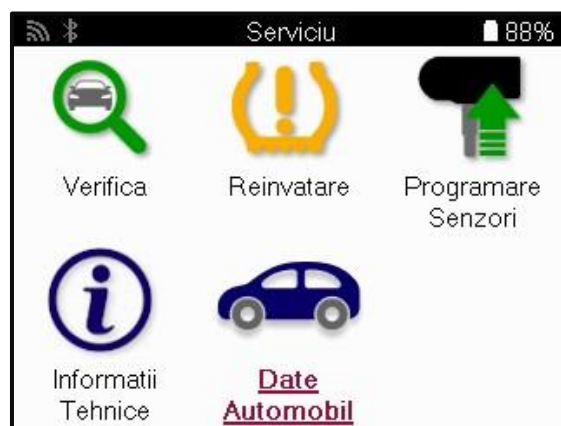 Serviciu 88%
Verifica Reinvatare Programare
Senzori
Informatii Date
Tehnice Automobil